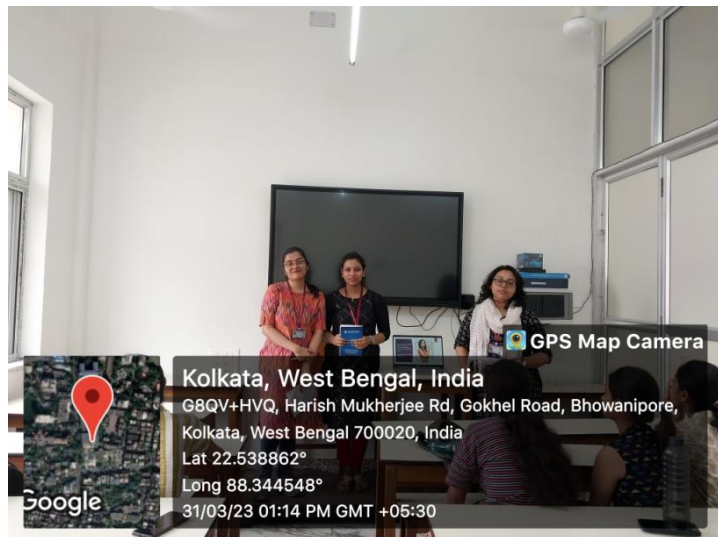 GPS Map Camera
Kolkata, West Bengal, India
G8QV+HVQ, Harish Mukherjee Rd, Gokhel Road, Bhowanipore,
Kolkata, West Bengal 700020, India
Lat 22.538862°
Long 88.344548°
31/03/23 01:14 PM GMT +05:30
Google